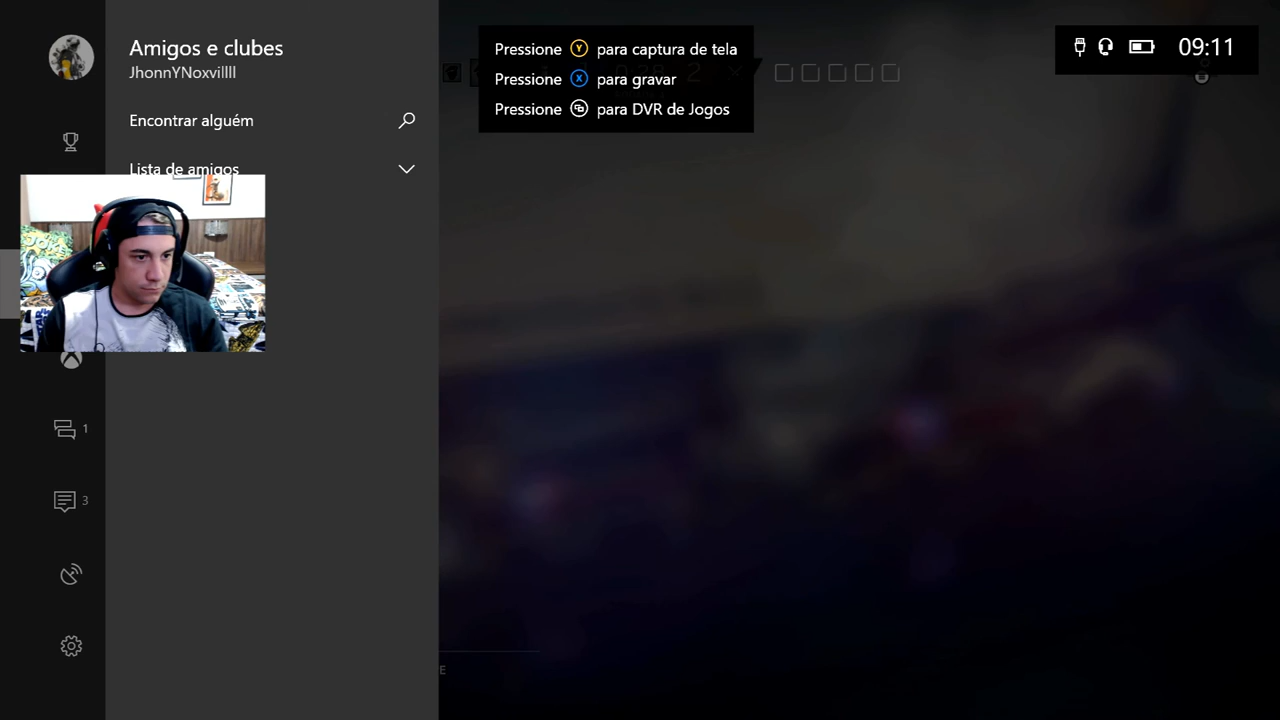 Amigos e clubes
JhonnYNoxvillll
Encontrar alguém
Lista de amigos
1
3
Pressione Y para captura de tela
Pressione X para gravar
Pressione para DVR de Jogos
09:11
E